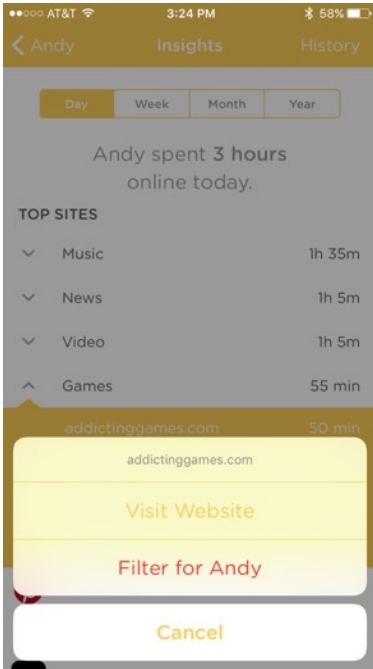 AT&T 3:24 PM 58%
Andy Insights History
Day Week Month Year
Andy spent 3 hours
online today.
TOP SITES
Music 1h 35m
News 1h 5m
Video 1h 5m
Games 55 min
addictinggames.com 50 min
addictinggames.com
Visit Website
Filter for Andy
Cancel